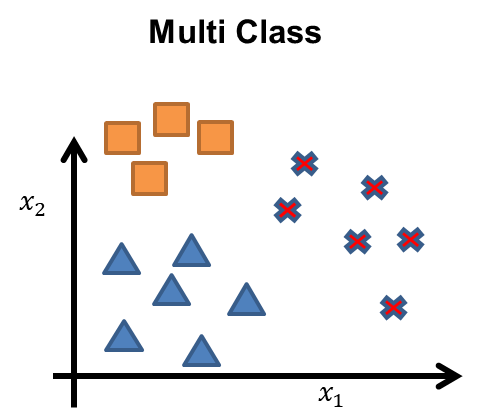 Multi Class
x₂
x₁